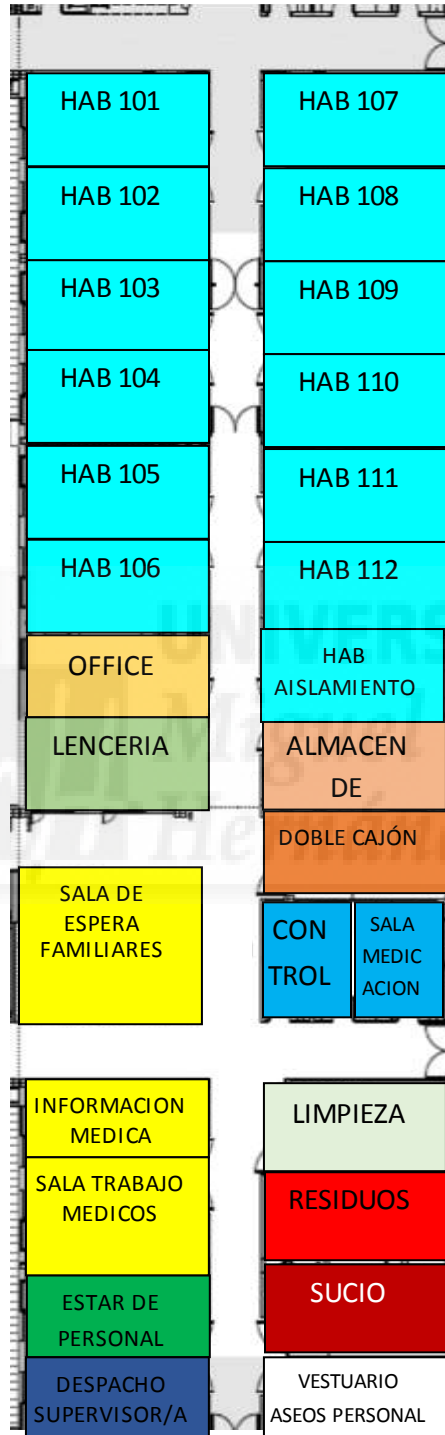 HAB 101
HAB 107
HAB 102
HAB 108
HAB 103
HAB 109
HAB 104
HAB 110
HAB 105
HAB 111
HAB 106
HAB 112
UNIVERS
OFFICE
HAB
AISLAMIENTO
Miguel
LENCERIA
ALMACEN
DE
Hernán
DOBLE CAJÓN
SALA DE
ESPERA
FAMILIARES
CON
TROL
SALA
MEDIC
ACION
INFORMACION
MEDICA
LIMPIEZA
SALA TRABAJO
MEDICOS
RESIDUOS
ESTAR DE
PERSONAL
SUCIO
DESPACHO
SUPERVISOR/A
VESTUARIO
ASEOS PERSONAL